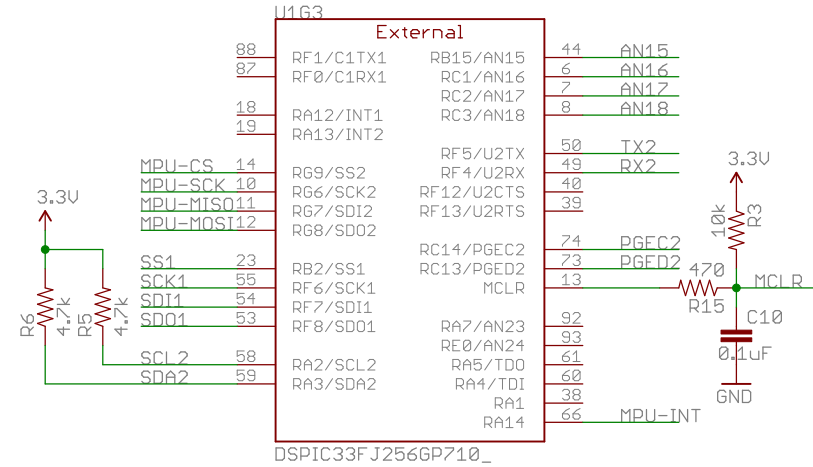 U1G3
External
88 RF1/C1TX1 RB15/AN15 44 AN15
87 RF0/C1RX1 RC1/AN16 6 AN16
RC2/AN17 7 AN17
18 RA12/INT1 RC3/AN18 8 AN18
19 RA13/INT2
RF5/U2TX 50 TX2
MPU-CS 14 RG9/SS2 RF4/U2RX 49 RX2
MPU-SCK 10 RG6/SCK2 RF12/U2CTS 40
MPU-MISO 11 RG7/SDI2 RF13/U2RTS 39
MPU-MOSI 12 RG8/SDO2
RC14/PGEC2 74 PGEC2
SS1 23 RB2/SS1 RC13/PGED2 73 PGED2
SCK1 55 RF6/SCK1 MCLR 13
SDI1 54 RF7/SDI1
SDO1 53 RF8/SDO1 RA7/AN23 92
RE0/AN24 93
SCL2 58 RA2/SCL2 RA5/TDO 61
SDA2 59 RA3/SDA2 RA4/TDI 60
RA1 38
RA14 66 MPU-INT
DSPIC33FJ256GP710_
3.3V
R6
4.7k
R5
4.7k
3.3V
10k
R3
470
R15
MCLR
C10
0.1uF
GND